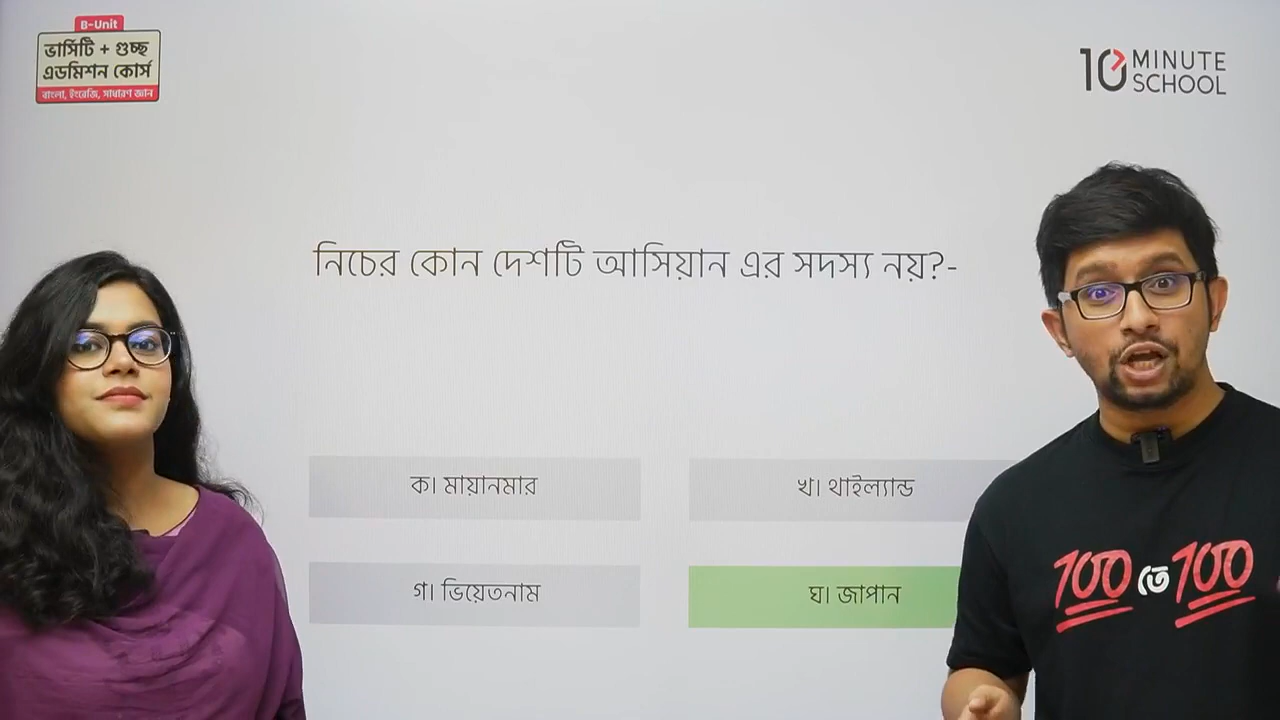 B-Unit
ভার্সিটি + গুচ্ছ
এডমিশন কোর্স
বাংলা, ইংরেজি, সাধারণ জ্ঞান
10 MINUTE
SCHOOL
নিচের কোন দেশটি আসিয়ান এর সদস্য নয়?-
ক। মায়ানমার
খ। থাইল্যান্ড
গ। ভিয়েতনাম
ঘ। জাপান
100 তে 100